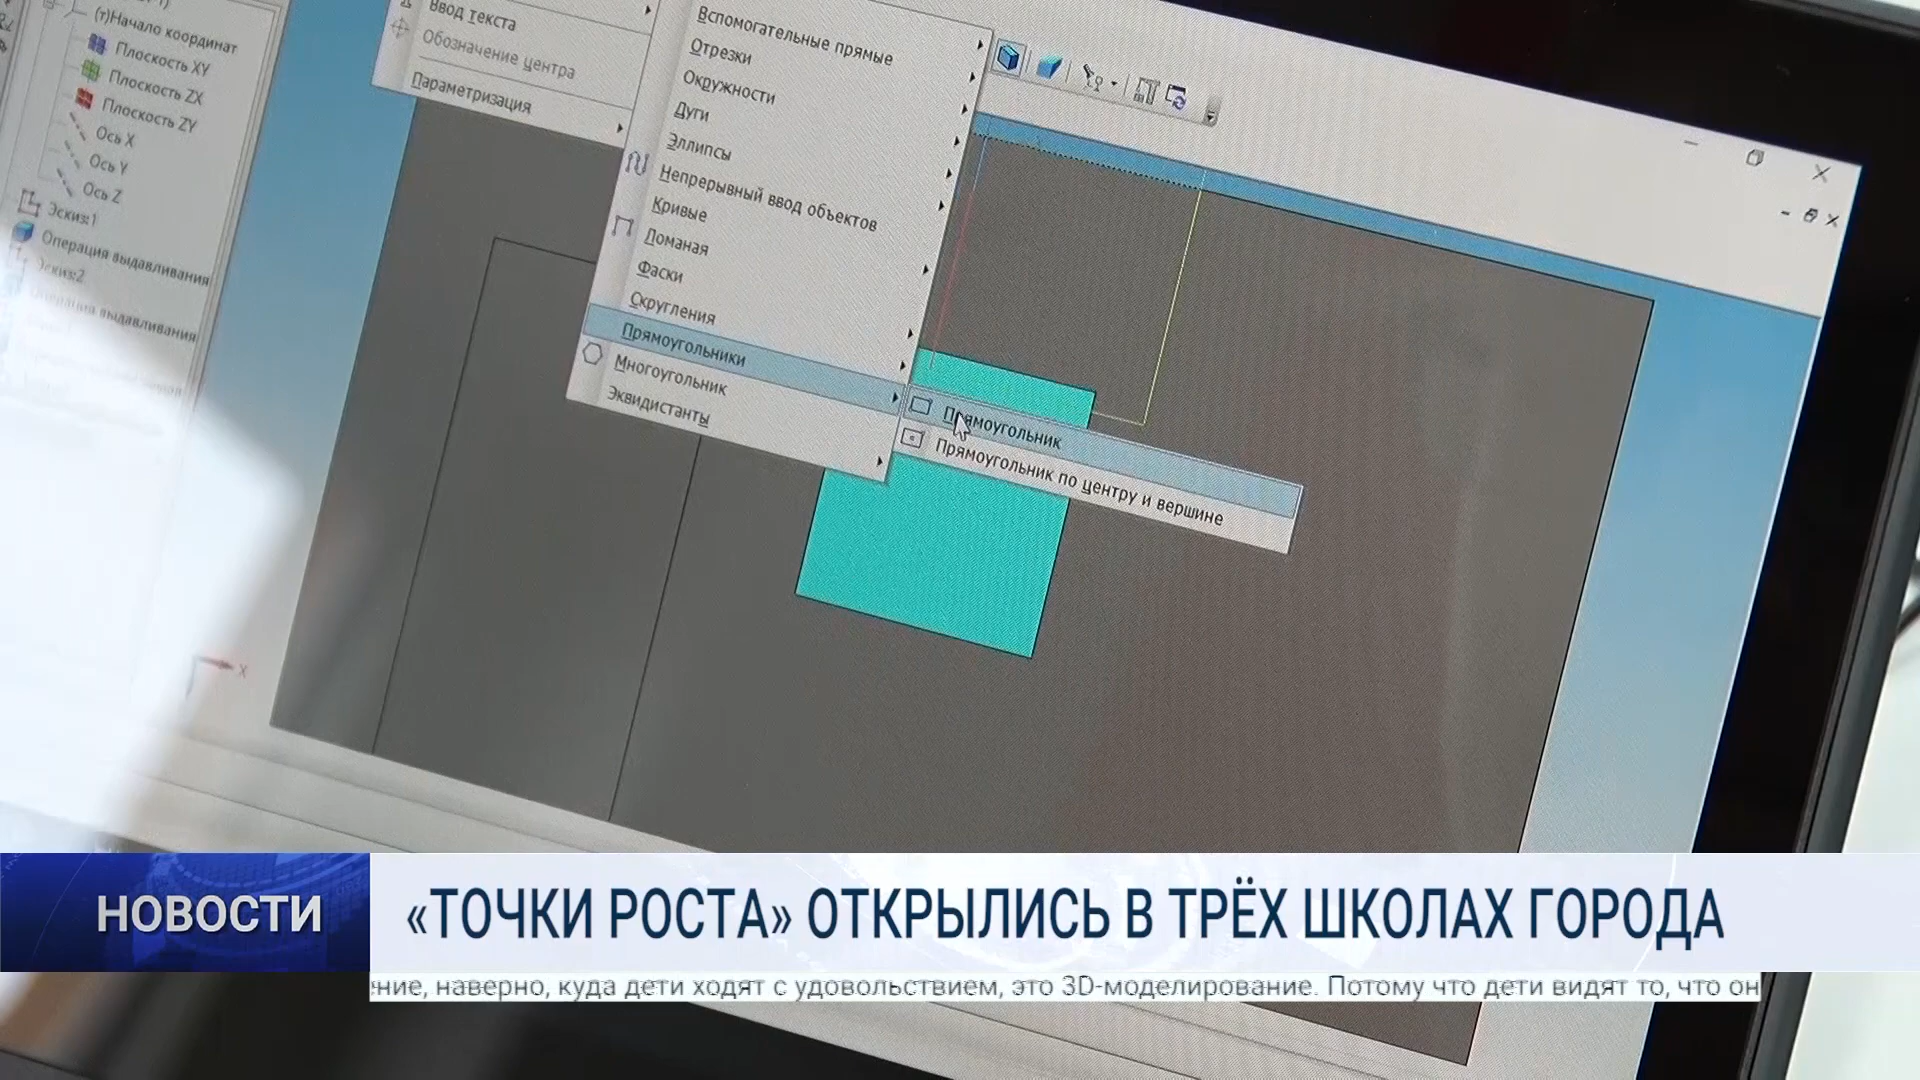 (т)Начало координат
Плоскость XY
Плоскость ZX
Плоскость ZY
Ось X
Ось Y
Ось Z
Эскиз:1
Операция выдавливания
Эскиз:2
выдавливания
Ввод текста
Обозначение центра
Параметризация
Вспомогательные прямые
Отрезки
Окружности
Дуги
Эллипсы
Непрерывный ввод объектов
Кривые
Ломаная
Фаски
Скругления
Прямоугольники
Многоугольник
Эквидистанты
Прямоугольник
Прямоугольник по центру и вершине
X
НОВОСТИ
«ТОЧКИ РОСТА» ОТКРЫЛИСЬ В ТРЁХ ШКОЛАХ ГОРОДА
ние, наверно, куда дети ходят с удовольствием, это 3D-моделирование. Потому что дети видят то, что он